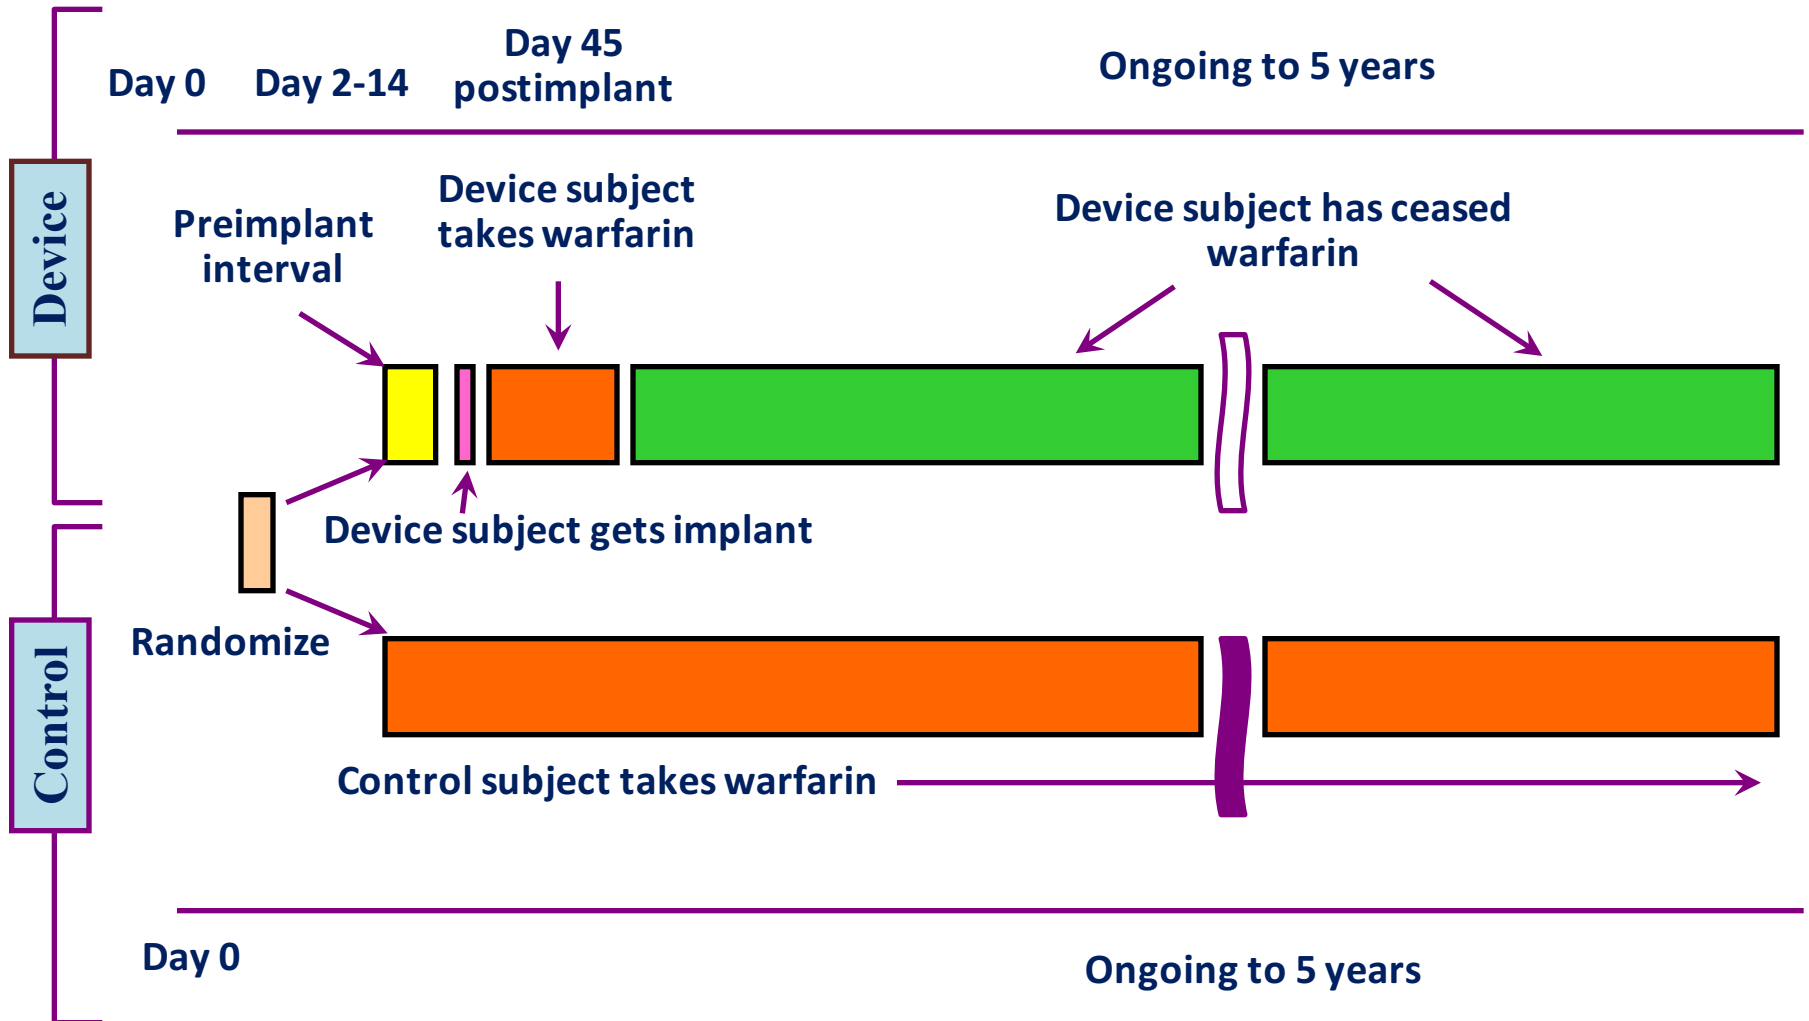 Day 0
Day 2-14
Day 45
postimplant
Ongoing to 5 years
Device
Preimplant
interval
Device subject
takes warfarin
Device subject has ceased
warfarin
Device subject gets implant
Randomize
Control
Control subject takes warfarin
Day 0
Ongoing to 5 years